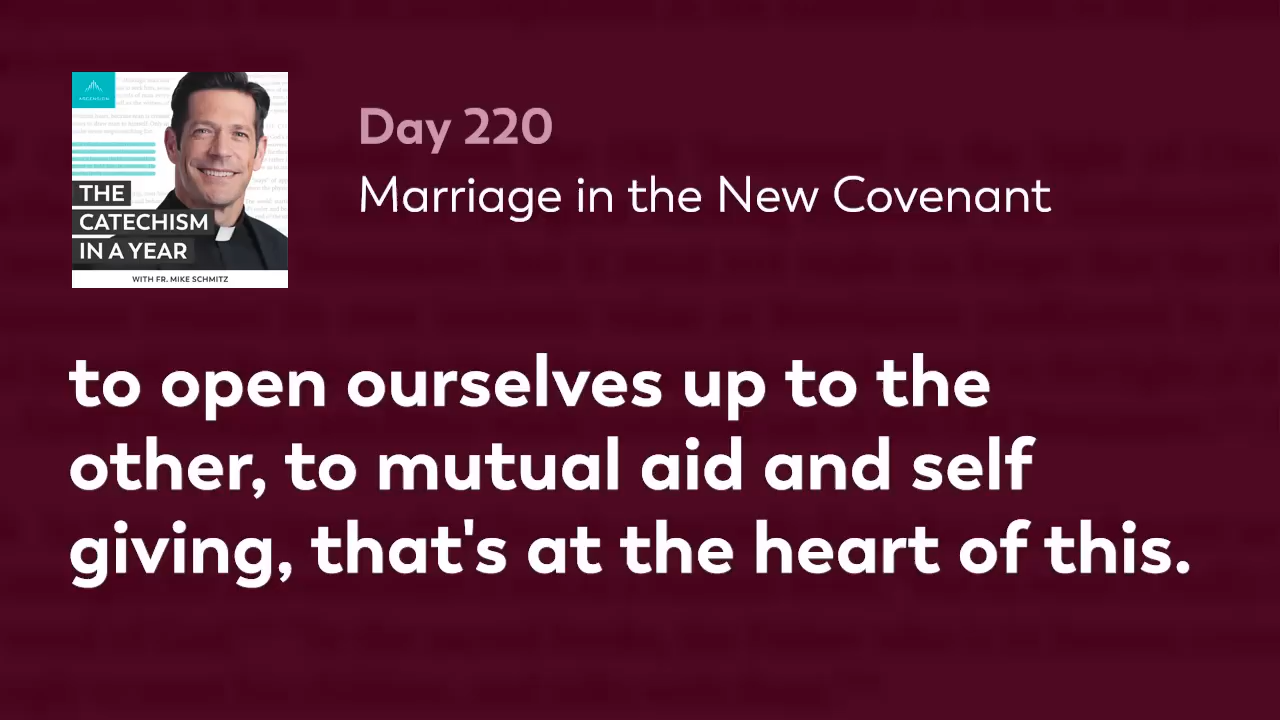 ASCENSION
THE
CATECHISM
IN A YEAR
WITH FR. MIKE SCHMITZ
Day 220
Marriage in the New Covenant
to open ourselves up to the
other, to mutual aid and self
giving, that's at the heart of this.